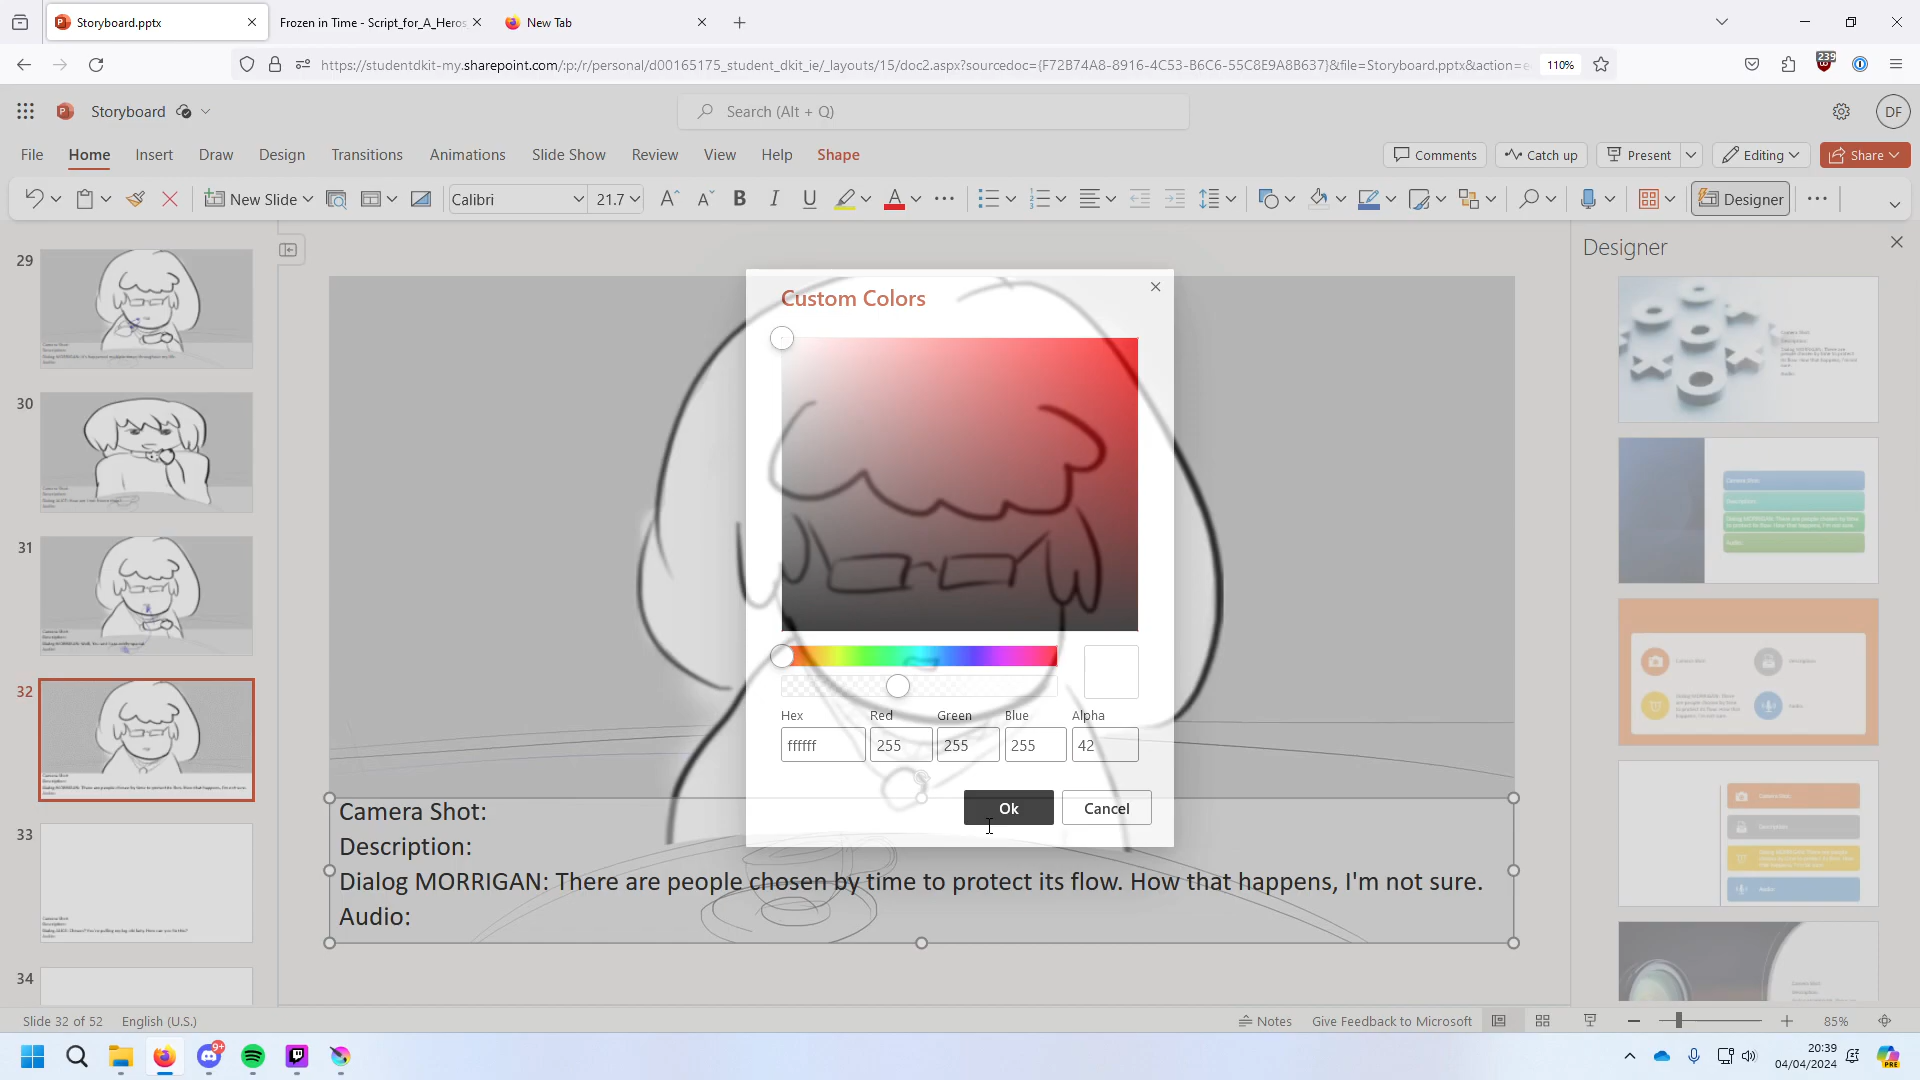 Storyboard.pptx
Frozen in Time - Script_for_A_Heros
New Tab
https://studentdkit-my.sharepoint.com/:p:/r/personal/d00165175_student_dkit_ie/_layouts/15/doc2.aspx?sourcedoc={F72B74A8-8916-4C53-B6C6-55C8E9A8B637}&file=Storyboard.pptx&action=e
110%
239
Storyboard
Search (Alt + Q)
DF
File
Home
Insert
Draw
Design
Transitions
Animations
Slide Show
Review
View
Help
Shape
Comments
Catch up
Present
Editing
Share
New Slide
Calibri
21.7
Designer
29
30
31
32
33
34
Designer
Custom Colors
Hex
Red
Green
Blue
Alpha
ffffff
255
255
255
42
Ok
Cancel
Camera Shot:
Description:
Dialog MORRIGAN: There are people chosen by time to protect its flow. How that happens, I'm not sure.
Audio:
Slide 32 of 52
English (U.S.)
Notes
Give Feedback to Microsoft
85%
9+
20:39
04/04/2024
PRE